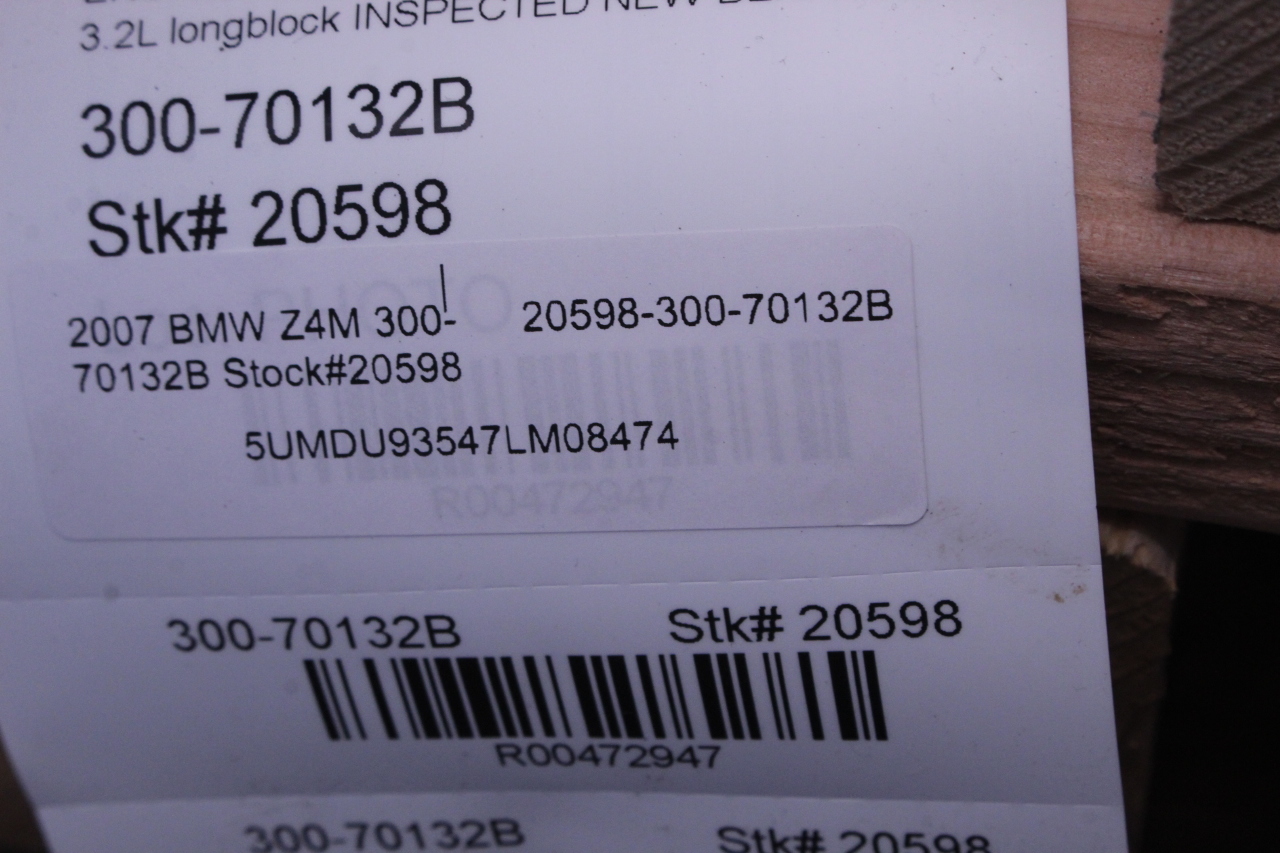 3.2L longblock INSPECTED NEW
300-70132B
Stk# 20598
2007 BMW Z4M 300-
70132B Stock#20598
20598-300-70132B
5UMDU93547LM08474
R00472947
300-70132B Stk# 20598
R00472947
300-70132B Stk# 20598